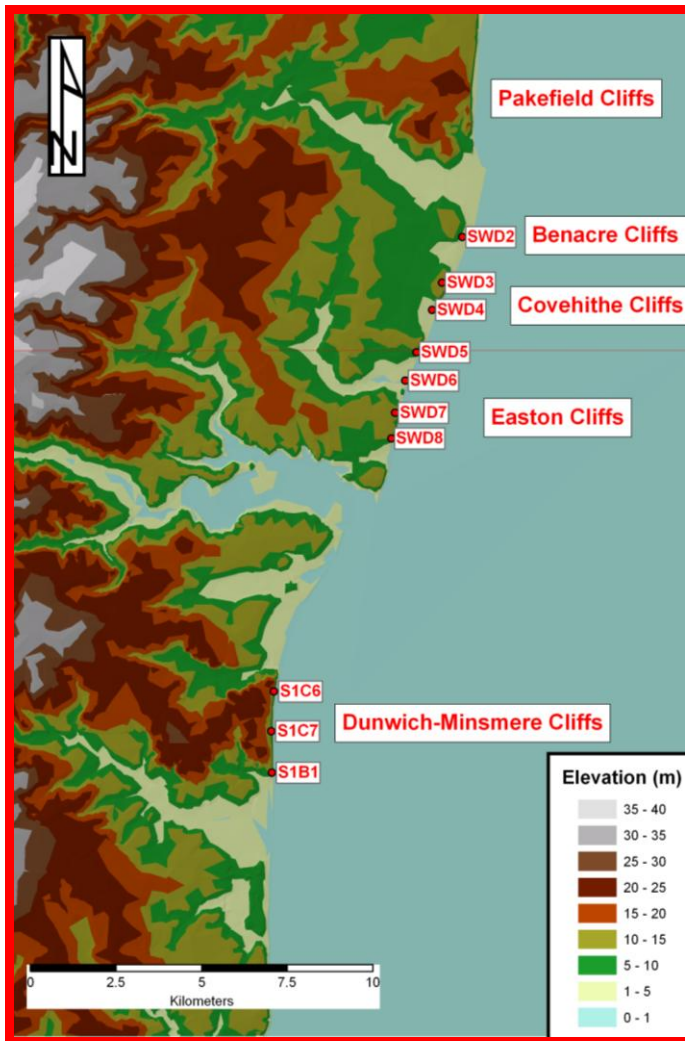 N
Pakefield Cliffs
SWD2
Benacre Cliffs
SWD3
SWD4
Covehithe Cliffs
SWD5
SWD6
SWD7
Easton Cliffs
SWD8
S1C6
S1C7
Dunwich-Minsmere Cliffs
S1B1
Elevation (m)
35 - 40
30 - 35
25 - 30
20 - 25
15 - 20
10 - 15
5 - 10
1 - 5
0 - 1
0 2.5 5 7.5 10
Kilometers